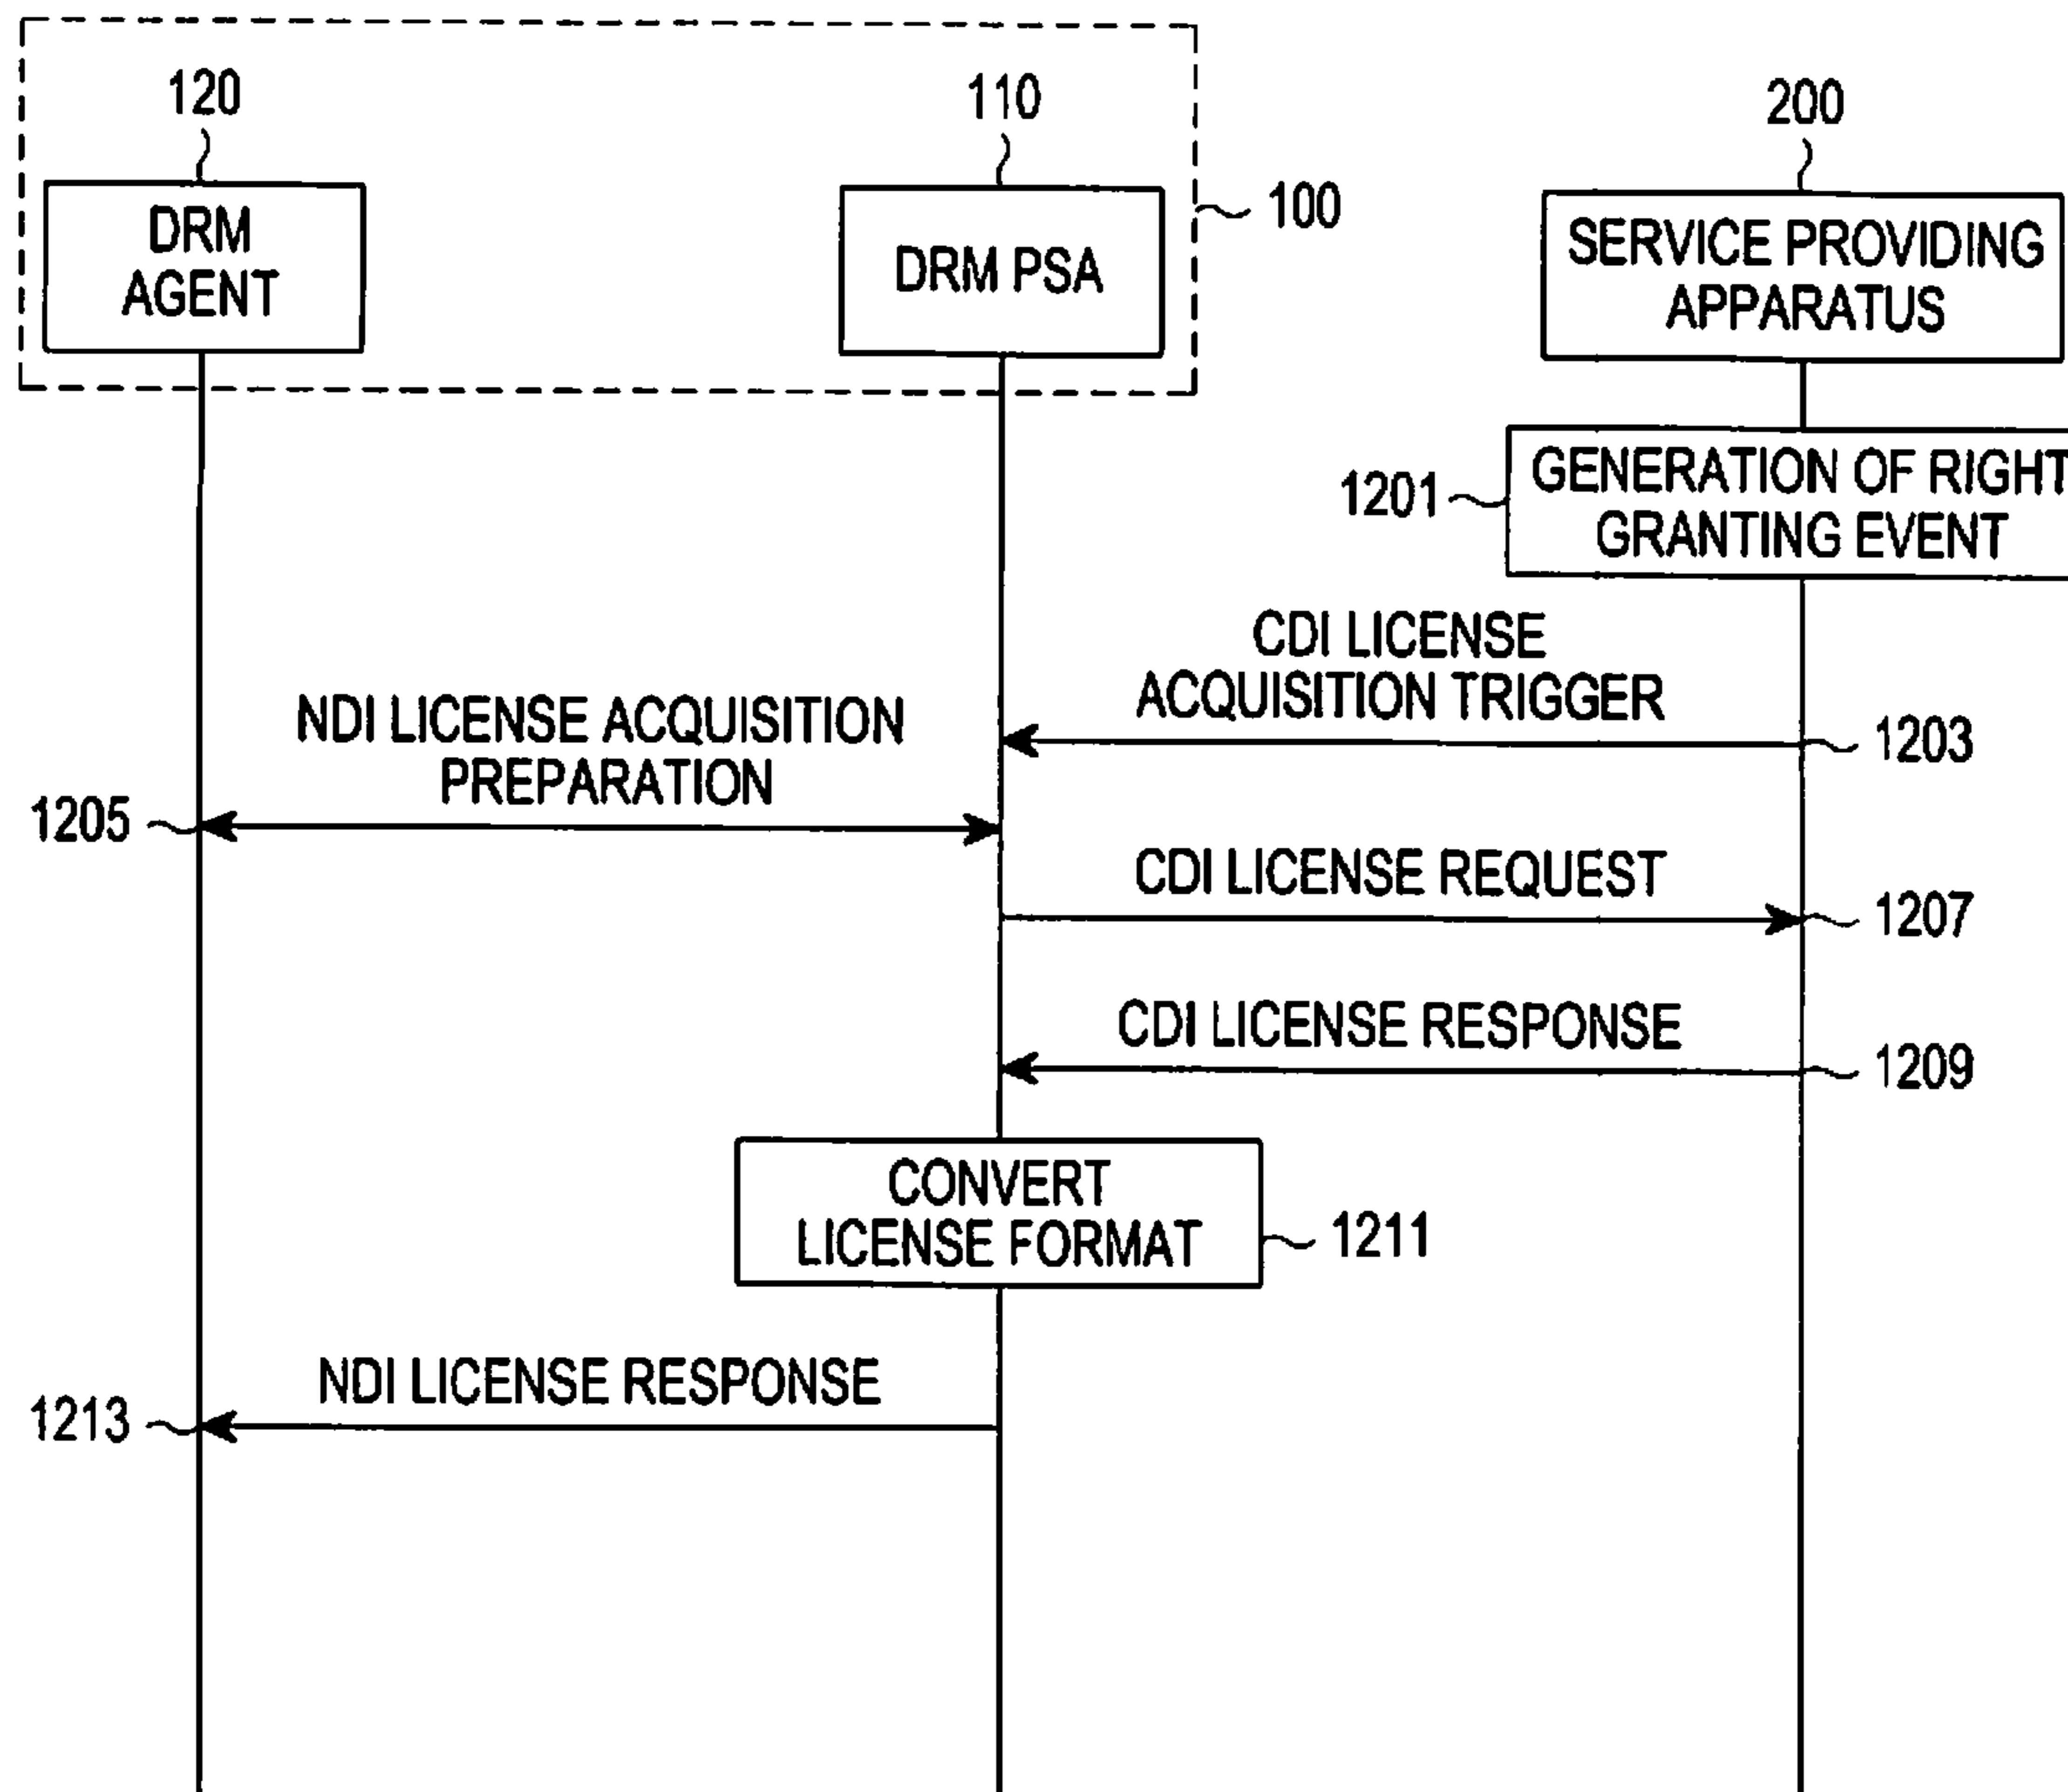 120
110
200
100
DRM
AGENT
DRM PSA
SERVICE PROVIDING
APPARATUS
1201
GENERATION OF RIGHT
GRANTING EVENT
CDI LICENSE
ACQUISITION TRIGGER
1203
NDI LICENSE ACQUISITION
PREPARATION
1205
CDI LICENSE REQUEST
1207
CDI LICENSE RESPONSE
1209
CONVERT
LICENSE FORMAT
1211
NDI LICENSE RESPONSE
1213